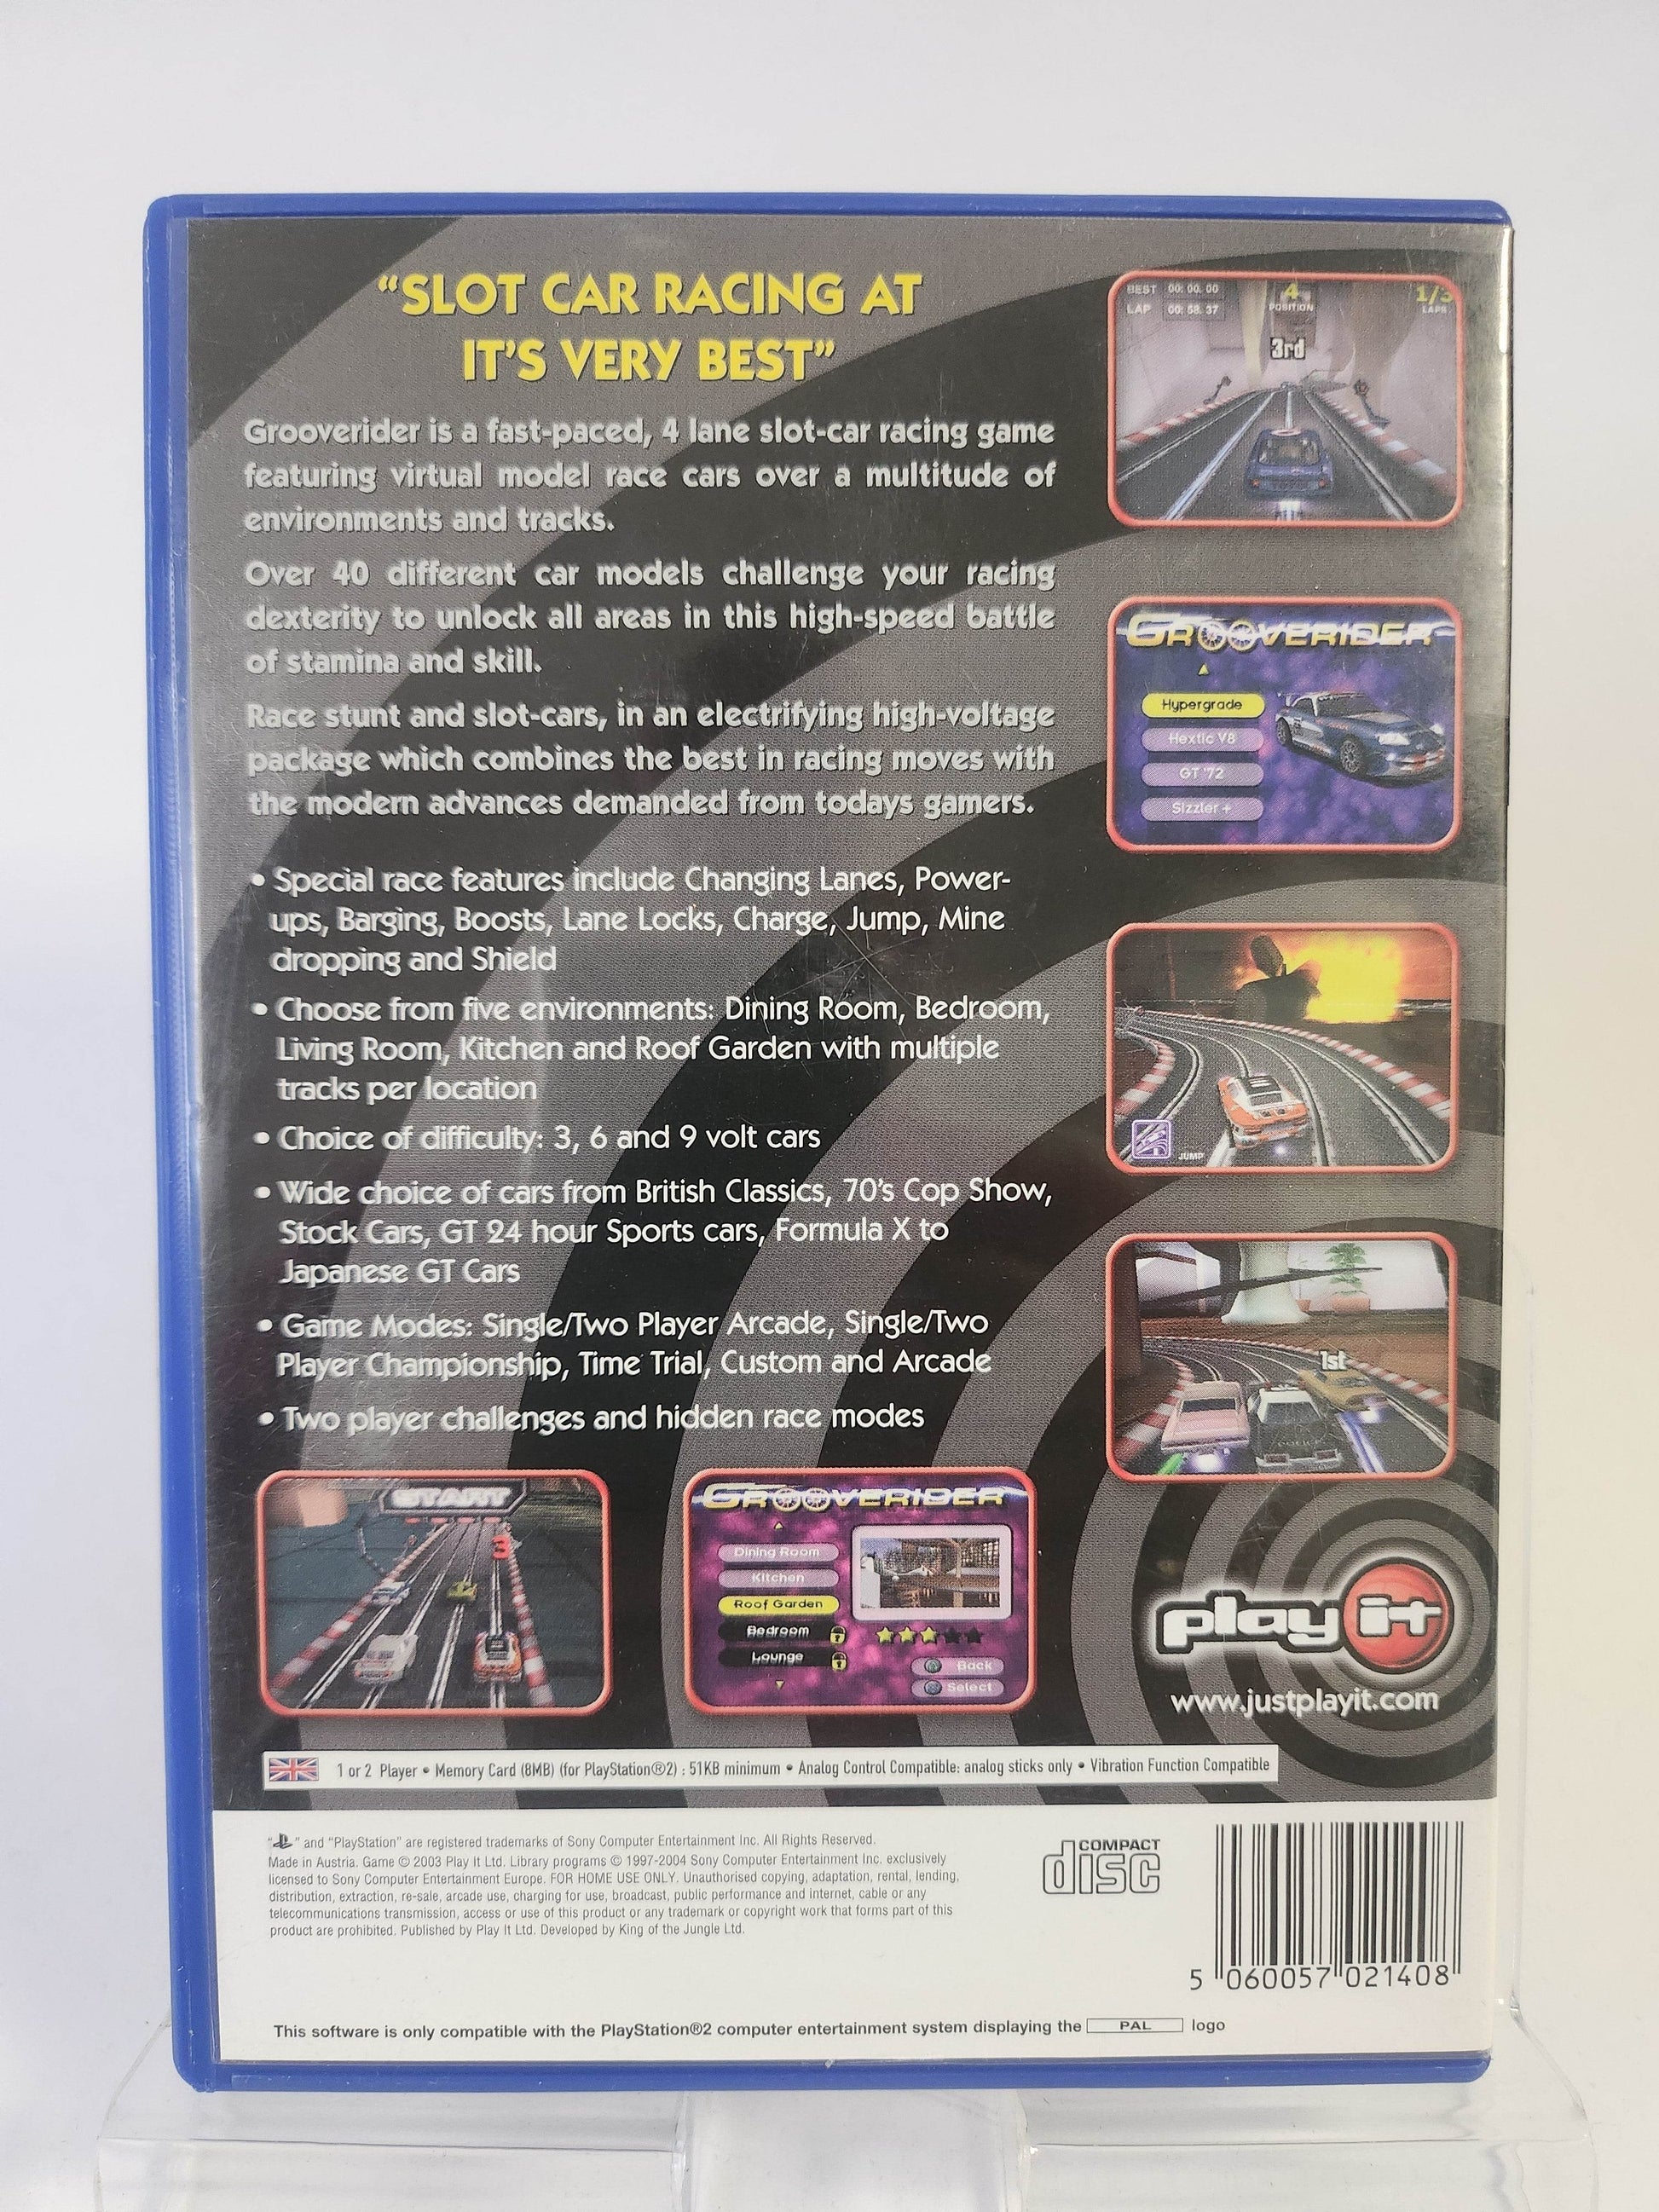 “SLOT CAR RACING AT
IT'S VERY BEST”
Grooverider is a fast-paced, 4 lane slot-car racing game
featuring virtual model race cars over a multitude of
environments and tracks.
Over 40 different car models challenge your racing
dexterity to unlock all areas in this high-speed battle
of stamina and skill.
Race stunt and slot-cars, in an electrifying high-voltage
package which combines the best in racing moves with
the modern advances demanded from todays gamers.
• Special race features include Changing Lanes, Power-
ups, Barging, Boosts, Lane Locks, Charge, Jump, Mine
dropping and Shield
• Choose from five environments: Dining Room, Bedroom,
Living Room, Kitchen and Roof Garden with multiple
tracks per location
• Choice of difficulty: 3, 6 and 9 volt cars
• Wide choice of cars from British Classics, 70's Cop Show,
Stock Cars, GT 24 hour Sports cars, Formula X to
Japanese GT Cars
• Game Modes: Single/Two Player Arcade, Single/Two
Player Championship, Time Trial, Custom and Arcade
• Two player challenges and hidden race modes
BEST 00:00.00 4 1/3
LAP 00:58.37 POSITION LAPS
3rd
GROOVERIDER
Hypergrade
Hextic V8
GT '72
Sizzler +
JUMP
1st
START
3
GROOVERIDER
Dining Room
Kitchen
Roof Garden
Bedroom
Lounge
Back
Select
play it
www.justplayit.com
1 or 2 Player • Memory Card (8MB) (for PlayStation®2) : 51KB minimum • Analog Control Compatible: analog sticks only • Vibration Function Compatible
“ ” and “PlayStation” are registered trademarks of Sony Computer Entertainment Inc. All Rights Reserved.
Made in Austria. Game © 2003 Play It Ltd. Library programs © 1997-2004 Sony Computer Entertainment Inc. exclusively
licensed to Sony Computer Entertainment Europe. FOR HOME USE ONLY. Unauthorised copying, adaptation, rental, lending,
distribution, extraction, re-sale, arcade use, charging for use, broadcast, public performance and internet, cable or any
telecommunications transmission, access or use of this product or any trademark or copyright work that forms part of this
product are prohibited. Published by Play It Ltd. Developed by King of the Jungle Ltd.
COMPACT
disc
5 060057 021408
This software is only compatible with the PlayStation®2 computer entertainment system displaying the PAL logo